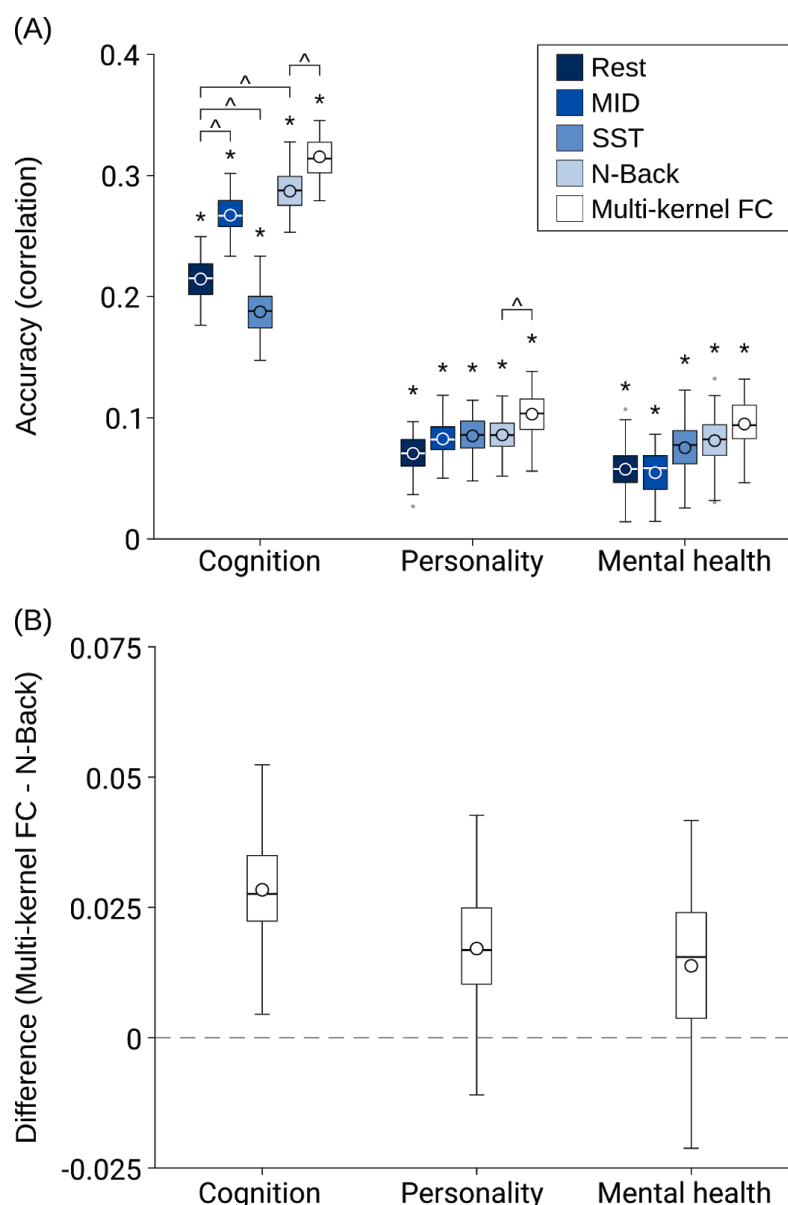 (A)
Accuracy (correlation)
0.4
0.3
0.2
0.1
0
^
^
^
^
*
*
*
*
*
^
*
*
*
*
*
*
*
*
*
*
Rest
MID
SST
N-Back
Multi-kernel FC
Cognition
Personality
Mental health
(B)
Difference (Multi-kernel FC - N-Back)
0.075
0.05
0.025
0
-0.025
Cognition
Personality
Mental health